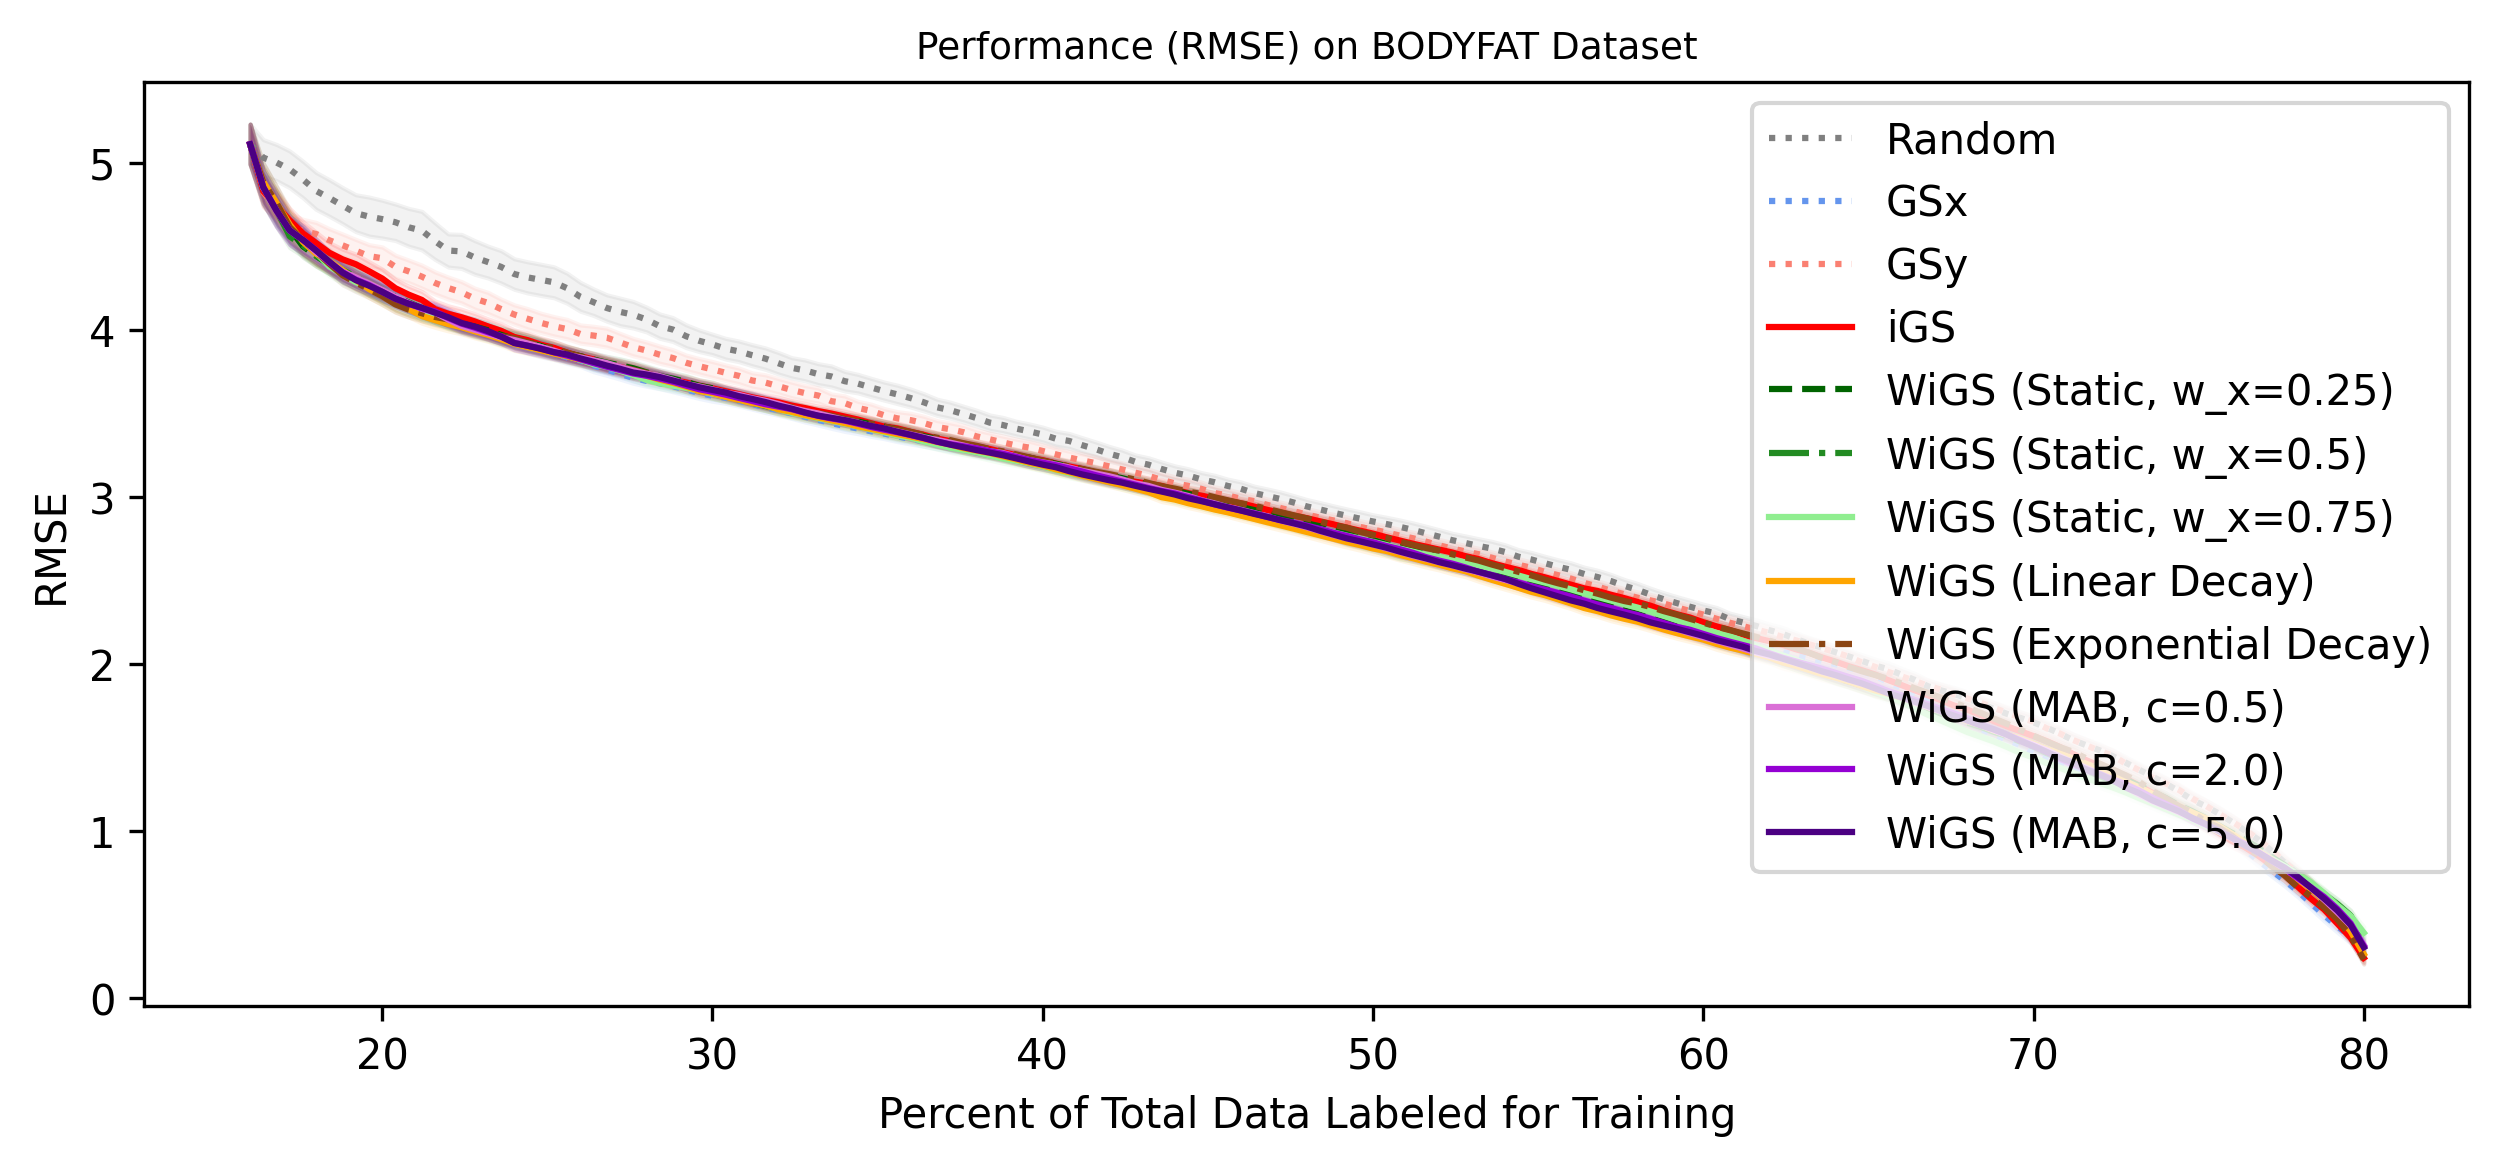 Performance (RMSE) on BODYFAT Dataset
RMSE
5
4
3
2
1
0
Random
GSx
GSy
iGS
WiGS (Static, w_x=0.25)
WiGS (Static, w_x=0.5)
WiGS (Static, w_x=0.75)
WiGS (Linear Decay)
WiGS (Exponential Decay)
WiGS (MAB, c=0.5)
WiGS (MAB, c=2.0)
WiGS (MAB, c=5.0)
20 30 40 50 60 70 80
Percent of Total Data Labeled for Training